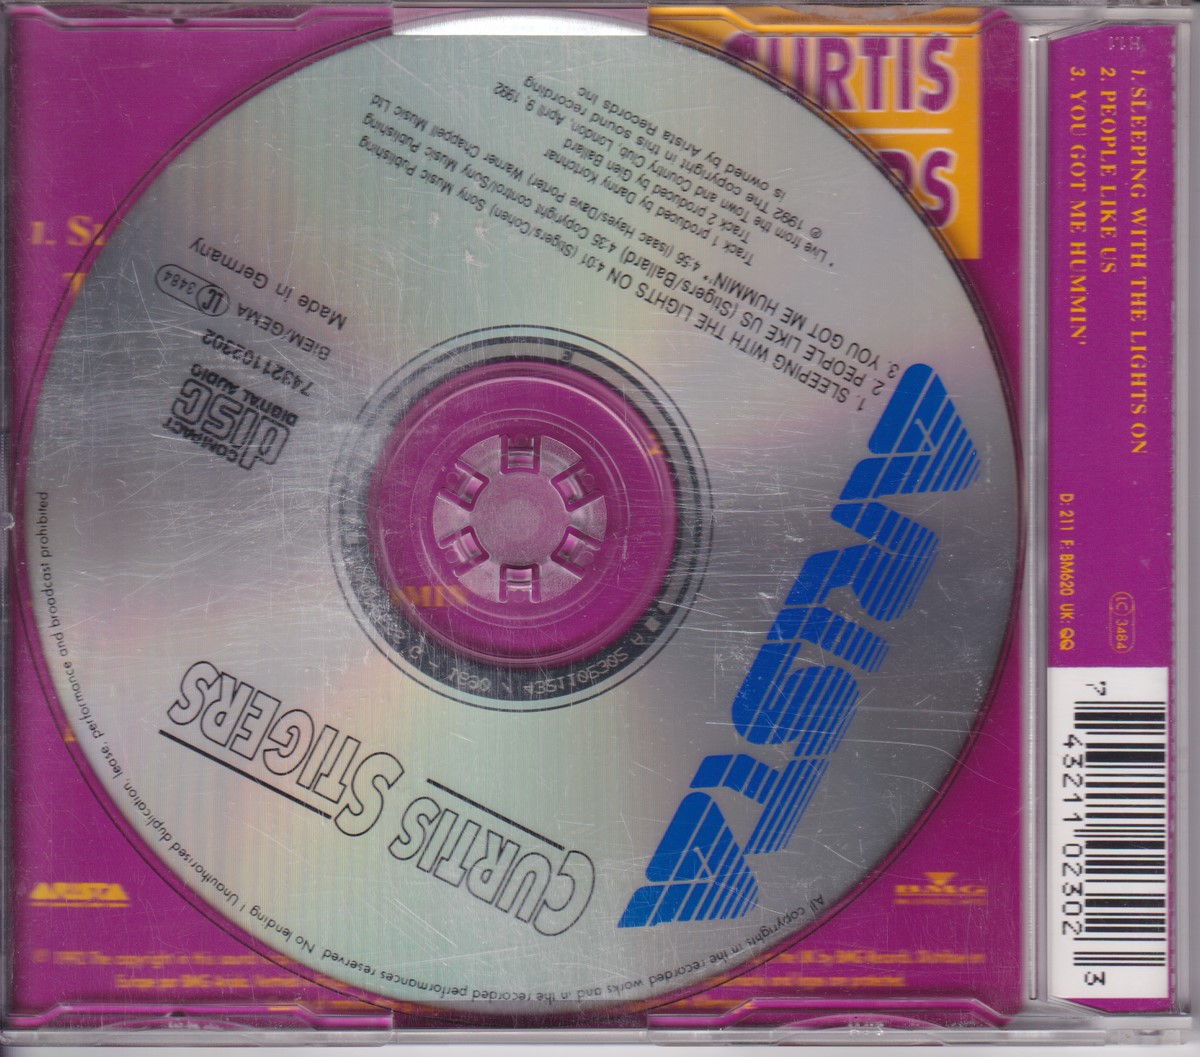 CURTIS
1. SLEEPING WITH THE LIGHTS ON
2. PEOPLE LIKE US
3. YOU GOT ME HUMMIN'
D: 211 F: BM620 UK: QQ
LC 3484
7 43211 02302 3
ARISTA
CURTIS STIGERS
1. SLEEPING WITH THE LIGHTS ON 4:01 (Stigers/Cohen) Sony Music Publishing
2. PEOPLE LIKE US (Stigers/Ballard) 4:35 Copyright control/Sony Music Publishing
3. YOU GOT ME HUMMIN'* 4:56 (Isaac Hayes/Dave Porter) Warner Chappell Music Ltd
Track 1 produced by Danny Kortchmar
Track 2 produced by Glen Ballard
*Live from the Town and Country Club, London, April 9 1992
℗ 1992 The copyright in this sound recording
is owned by Arista Records Inc
Made in Germany
LC 3484
BIEM/GEMA
74321102302
COMPACT
DISC
DIGITAL AUDIO
All copyrights in the recorded works and in the recorded performances reserved. No lending! Unauthorised duplication, lease, performance and broadcast prohibited
ARISTA
BMG